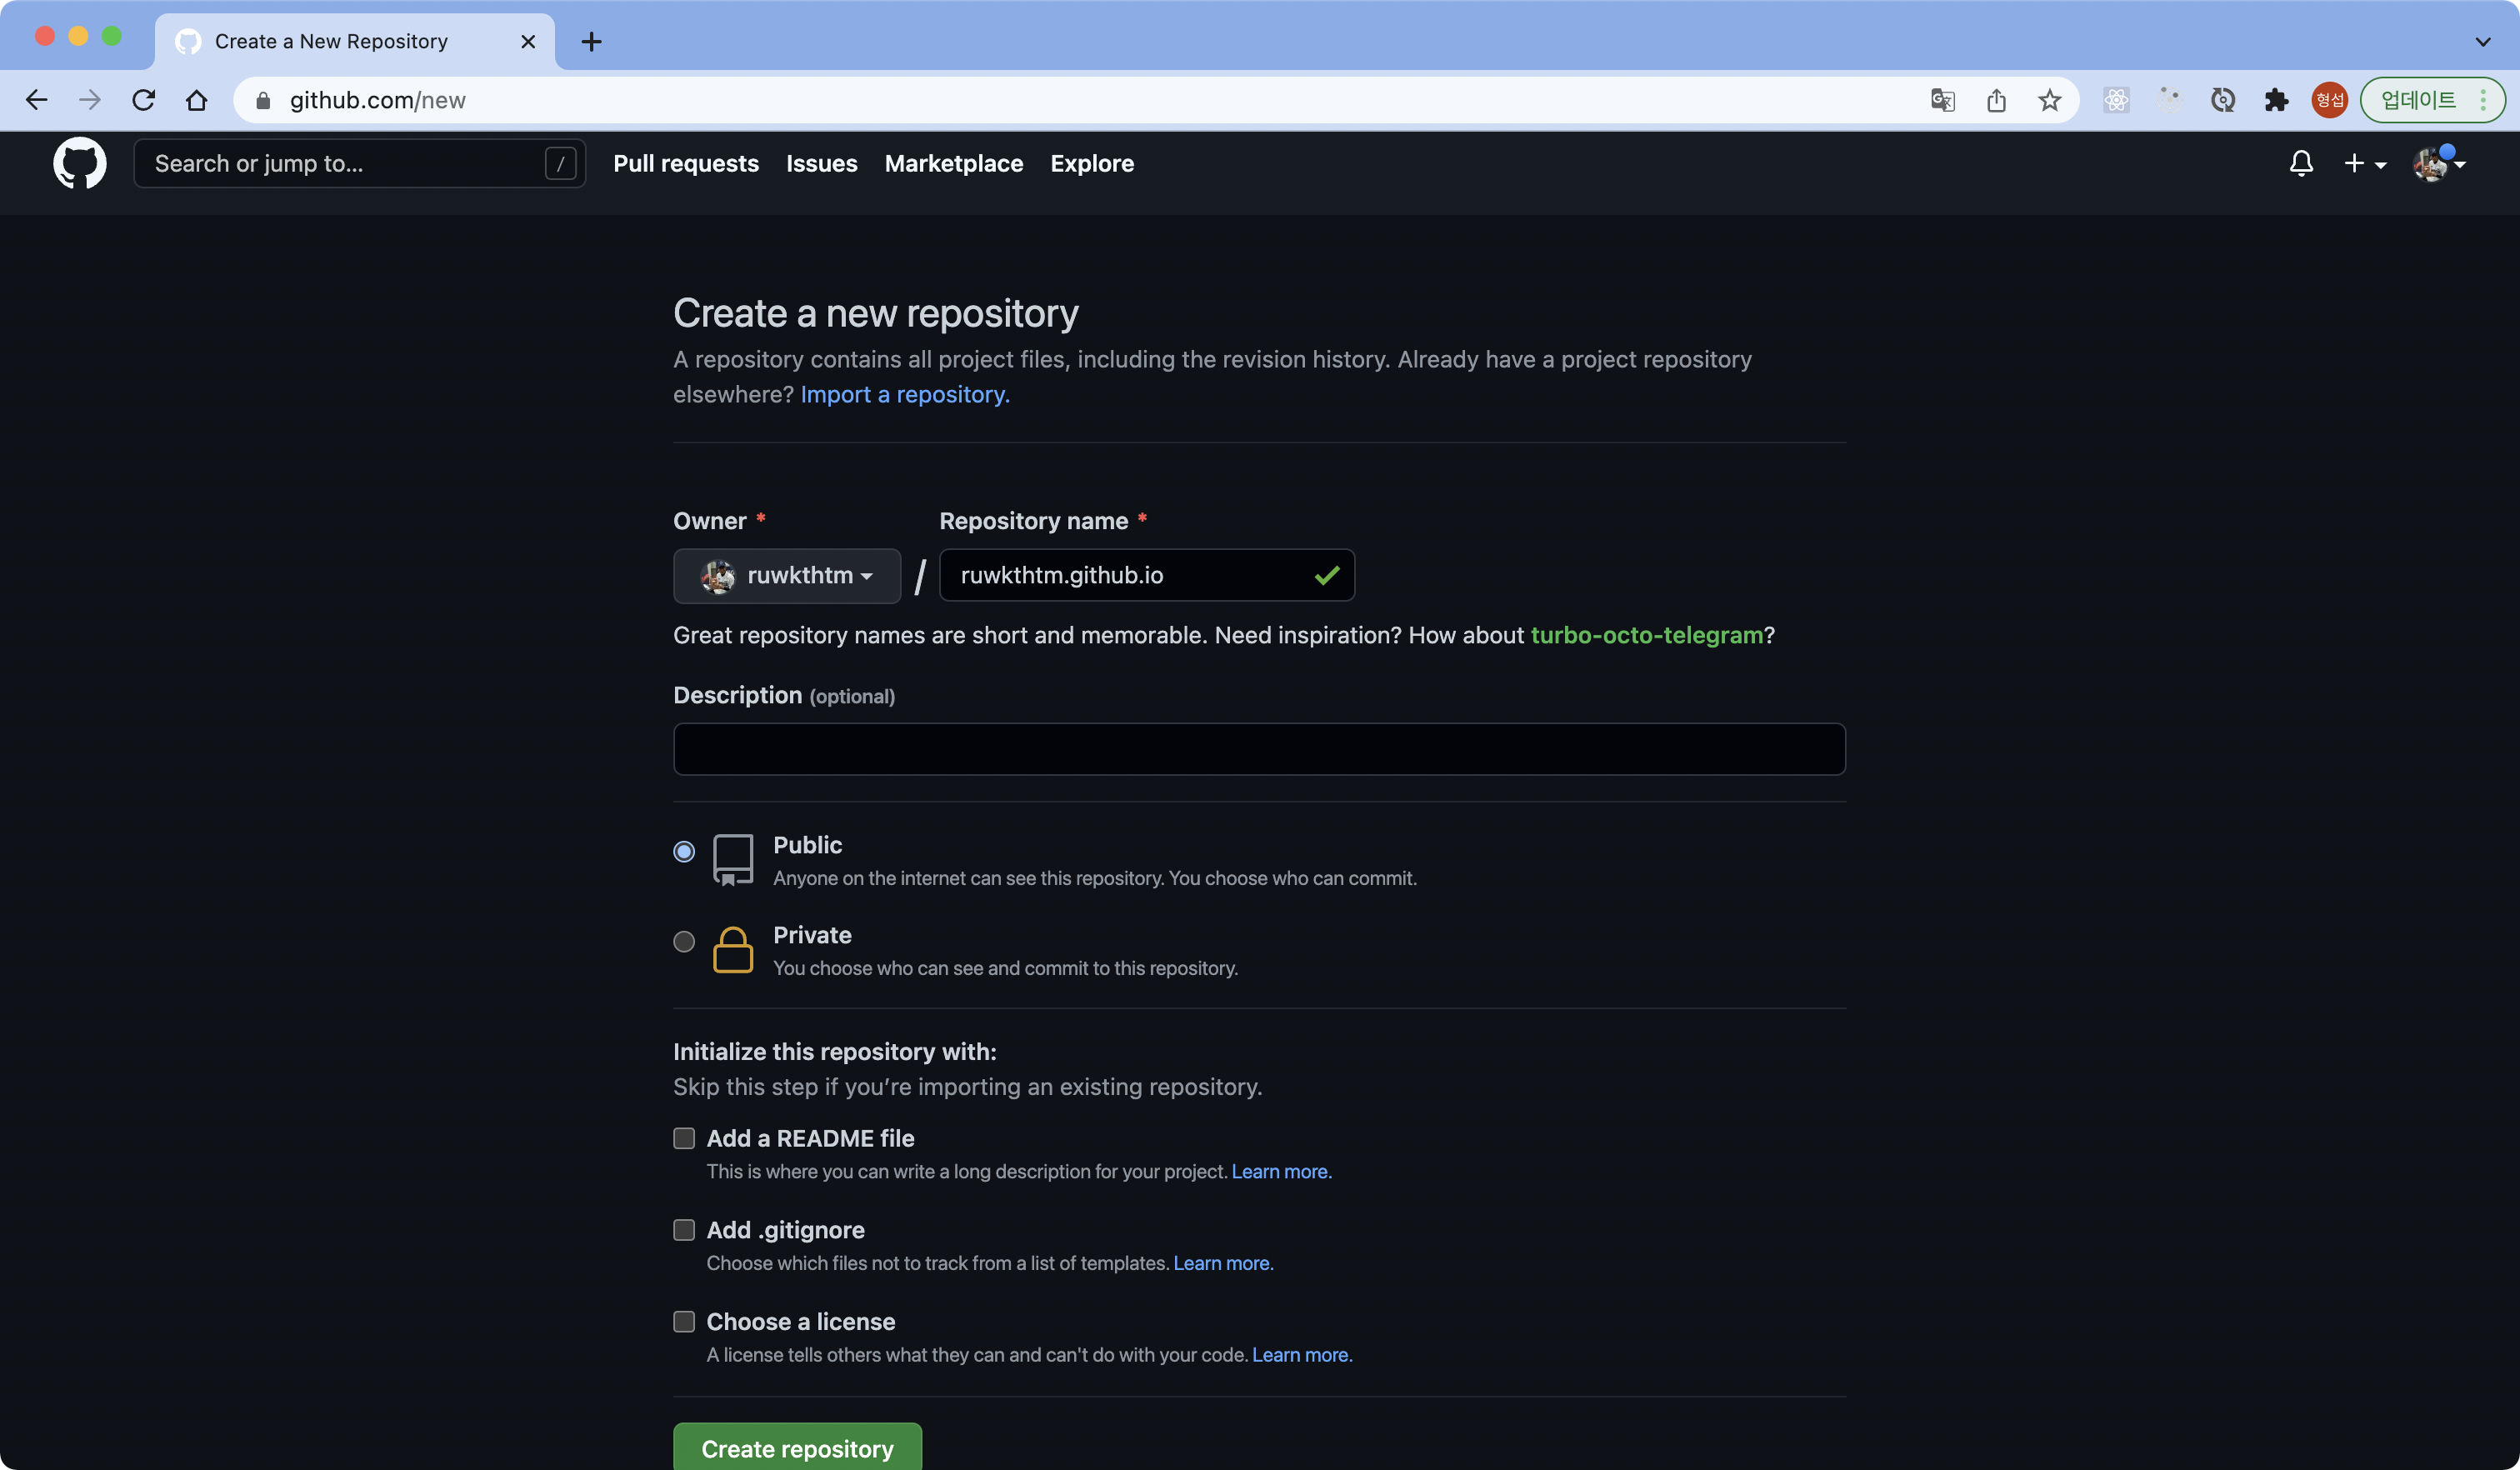 Create a New Repository
github.com/new
형섭
업데이트
Search or jump to...
/
Pull requests
Issues
Marketplace
Explore
Create a new repository
A repository contains all project files, including the revision history. Already have a project repository
elsewhere? Import a repository.
Owner *
Repository name *
ruwkthtm
/
ruwkthtm.github.io
Great repository names are short and memorable. Need inspiration? How about turbo-octo-telegram?
Description (optional)
Public
Anyone on the internet can see this repository. You choose who can commit.
Private
You choose who can see and commit to this repository.
Initialize this repository with:
Skip this step if you’re importing an existing repository.
Add a README file
This is where you can write a long description for your project. Learn more.
Add .gitignore
Choose which files not to track from a list of templates. Learn more.
Choose a license
A license tells others what they can and can't do with your code. Learn more.
Create repository